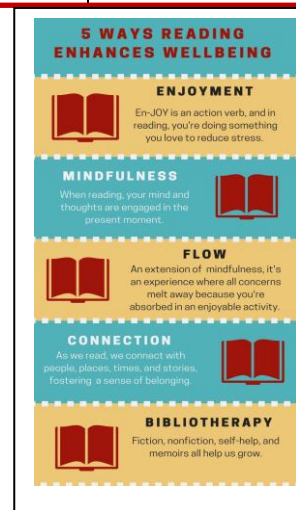 5 WAYS READING
ENHANCES WELLBEING
ENJOYMENT
En-JOY is an action verb, and in
reading, you're doing something
you love to reduce stress.
MINDFULNESS
When reading, your mind and
thoughts are engaged in the
present moment.
FLOW
An extension of mindfulness, it's
an experience where all concerns
melt away because you're
absorbed in an enjoyable activity.
CONNECTION
As we read, we connect with
people, places, times, and stories,
fostering a sense of belonging.
BIBLIOTHERAPY
Fiction, nonfiction, self-help, and
memoirs all help us grow.